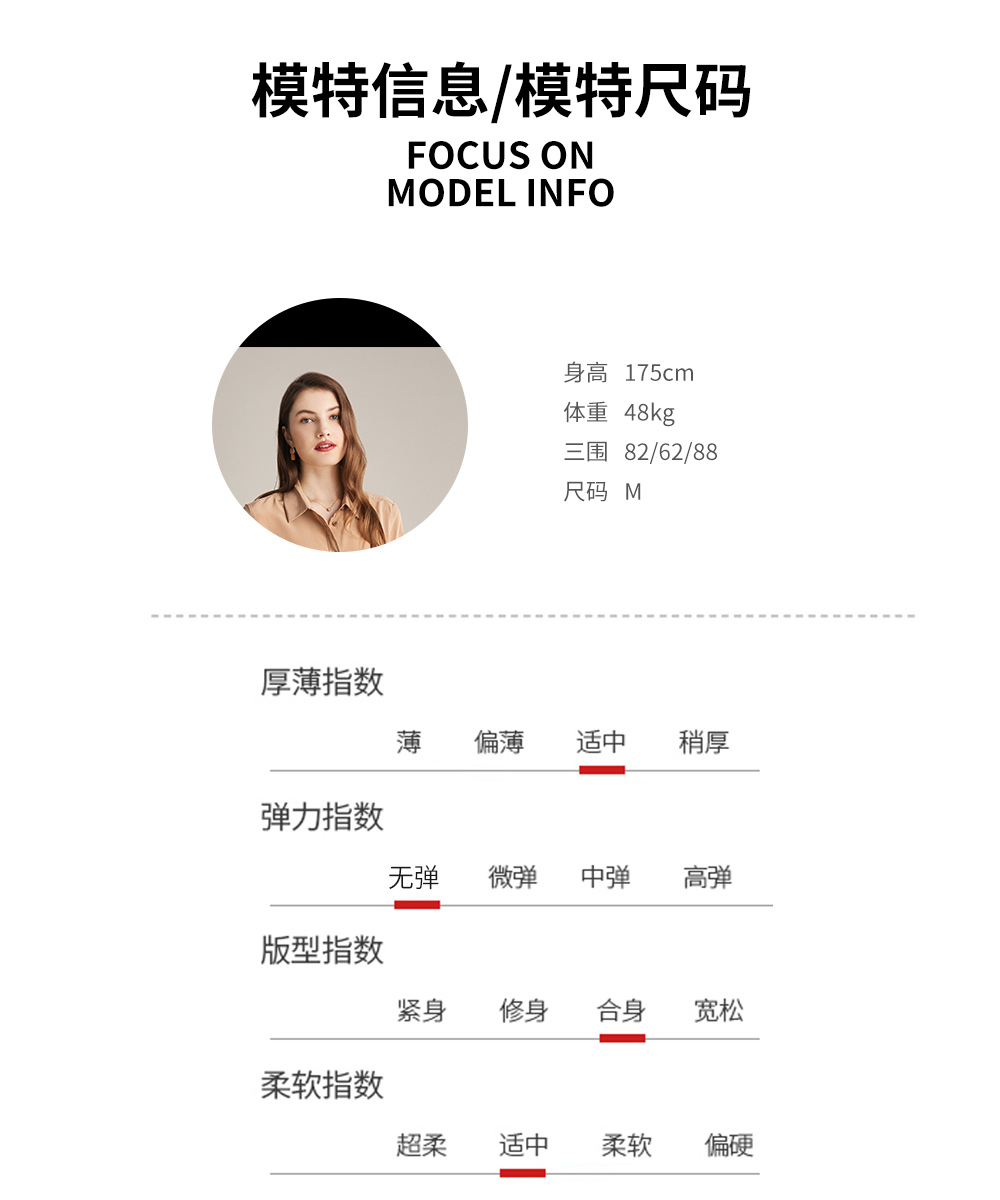 模特信息/模特尺码
FOCUS ON
MODEL INFO
身高 175cm
体重 48kg
三围 82/62/88
尺码 M
厚薄指数
薄 偏薄 适中 稍厚
弹力指数
无弹 微弹 中弹 高弹
版型指数
紧身 修身 合身 宽松
柔软指数
超柔 适中 柔软 偏硬